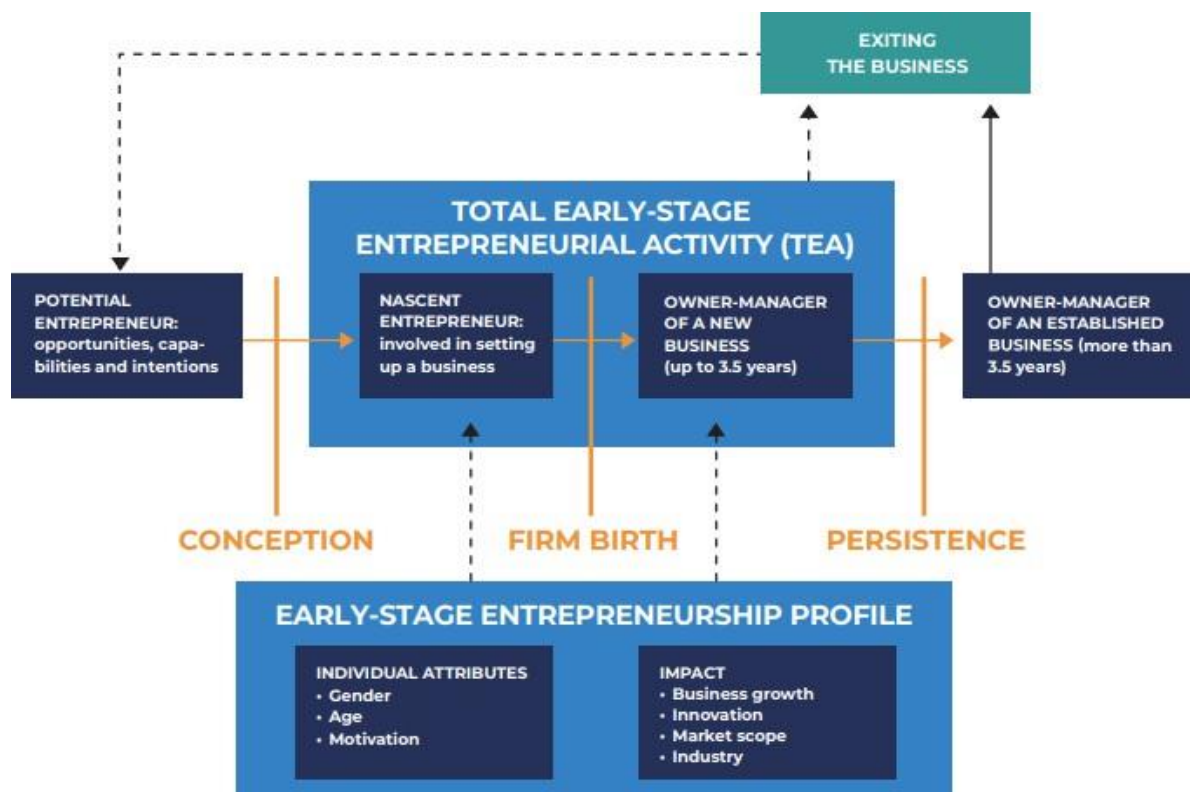 EXITING
THE BUSINESS
TOTAL EARLY-STAGE
ENTREPRENEURIAL ACTIVITY (TEA)
POTENTIAL
ENTREPRENEUR:
opportunities, capa-
bilities and intentions
NASCENT
ENTREPRENEUR:
involved in setting
up a business
OWNER-MANAGER
OF A NEW
BUSINESS
(up to 3.5 years)
OWNER-MANAGER
OF AN ESTABLISHED
BUSINESS (more than
3.5 years)
CONCEPTION
FIRM BIRTH
PERSISTENCE
EARLY-STAGE ENTREPRENEURSHIP PROFILE
INDIVIDUAL ATTRIBUTES
• Gender
• Age
• Motivation
IMPACT
• Business growth
• Innovation
• Market scope
• Industry